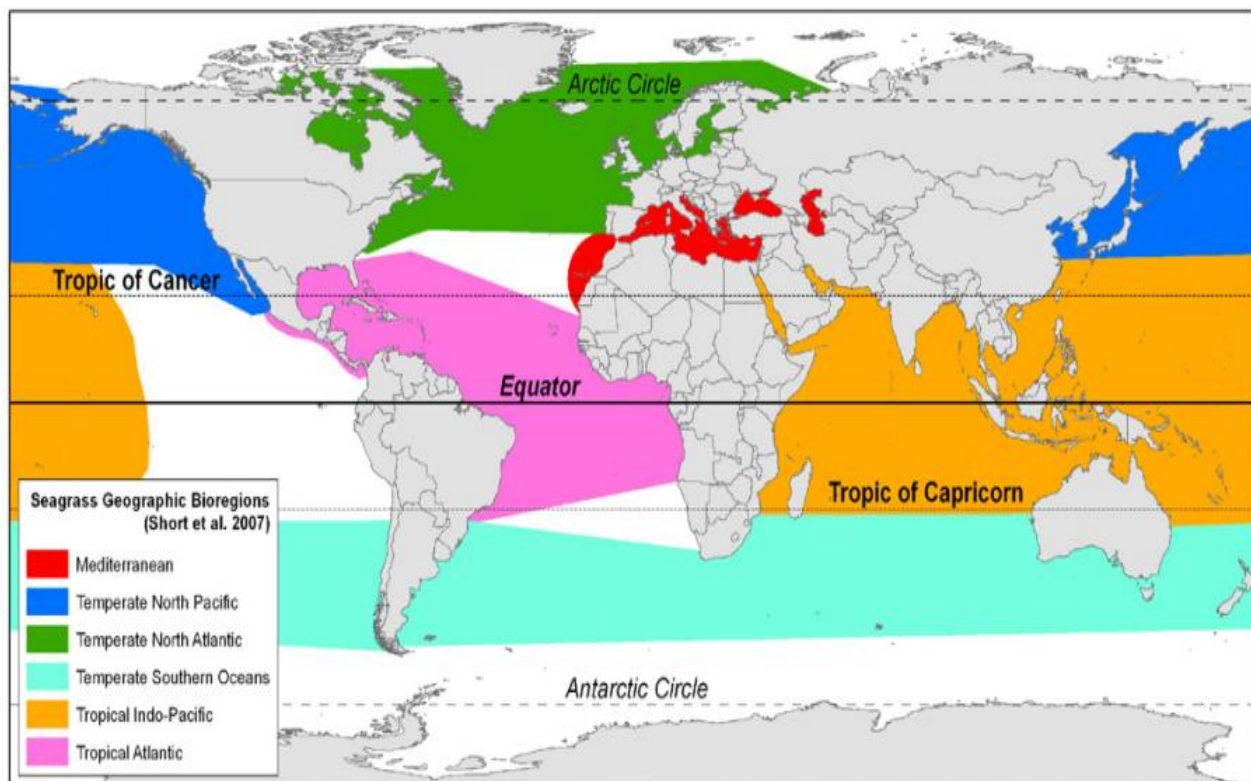 Arctic Circle
Tropic of Cancer
Equator
Tropic of Capricorn
Antarctic Circle
Seagrass Geographic Bioregions
(Short et al. 2007)
Mediterranean
Temperate North Pacific
Temperate North Atlantic
Temperate Southern Oceans
Tropical Indo-Pacific
Tropical Atlantic